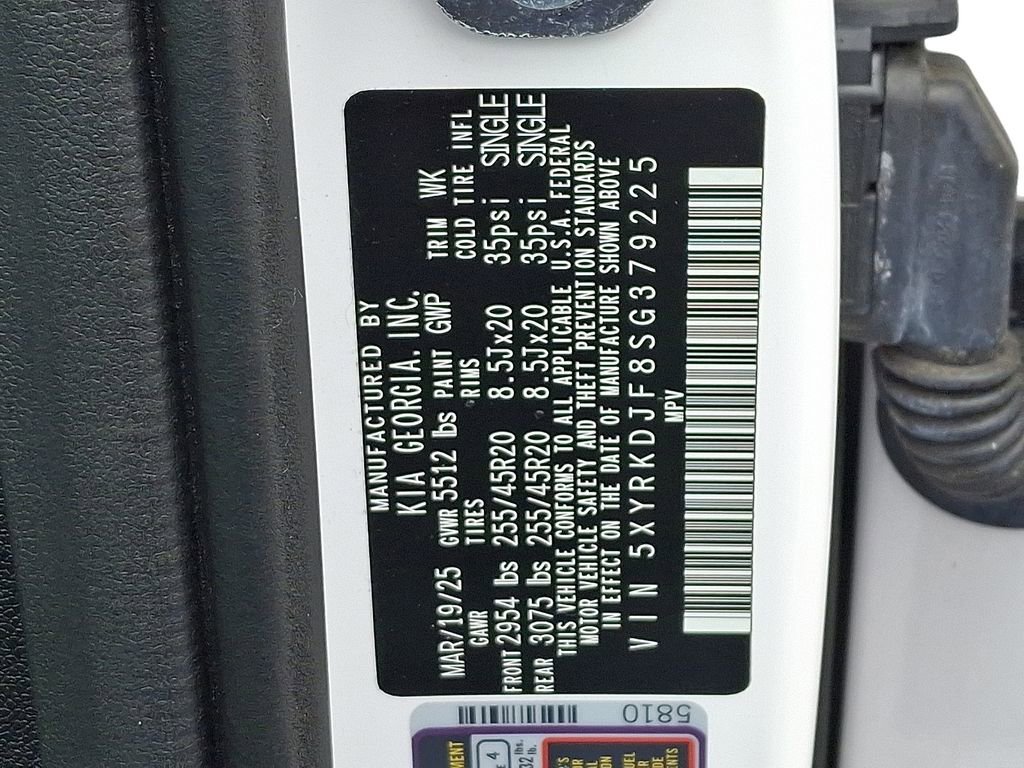 MANUFACTURED BY
KIA GEORGIA. INC.
MAR/19/25 GVWR 5512 lbs PAINT GWP TRIM WK
GAWR TIRES RIMS COLD TIRE INFL
FRONT 2954 lbs 255/45R20 8.5Jx20 35psi SINGLE
REAR 3075 lbs 255/45R20 8.5Jx20 35psi SINGLE
THIS VEHICLE CONFORMS TO ALL APPLICABLE U.S.A. FEDERAL
MOTOR VEHICLE SAFETY AND THEFT PREVENTION STANDARDS
IN EFFECT ON THE DATE OF MANUFACTURE SHOWN ABOVE
VIN 5XYRKDJF8SG379225
MPV
5810